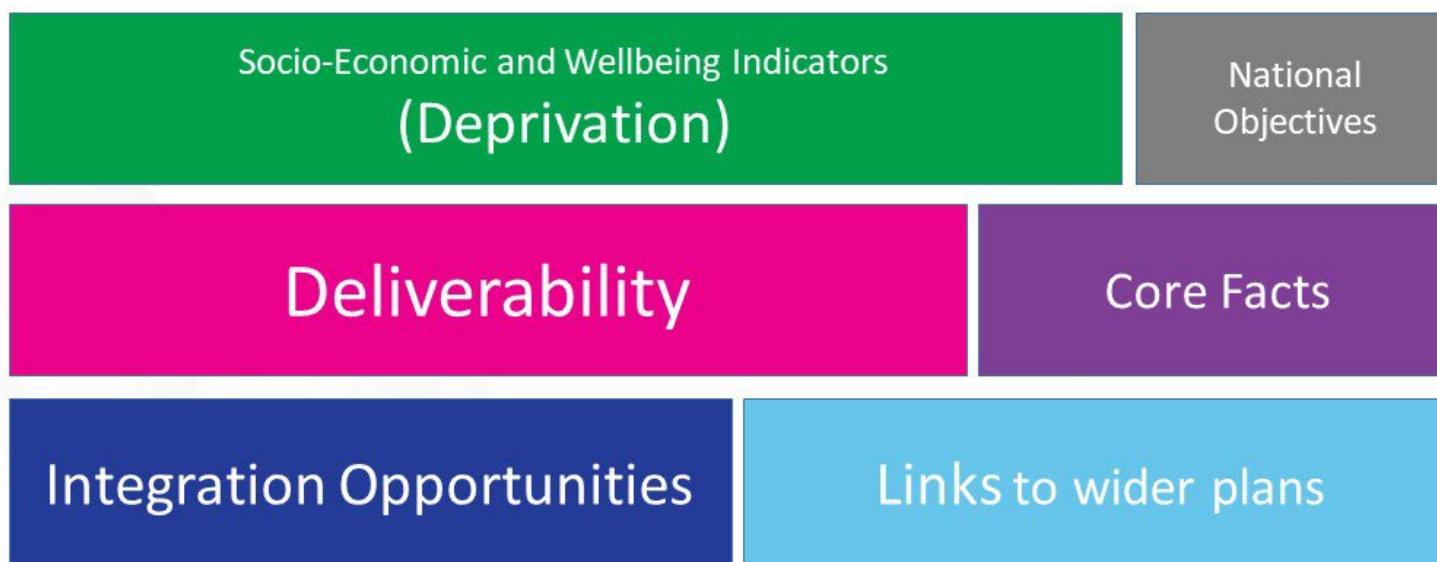 Socio-Economic and Wellbeing Indicators
(Deprivation)
National
Objectives
Deliverability
Core Facts
Integration Opportunities
Links to wider plans